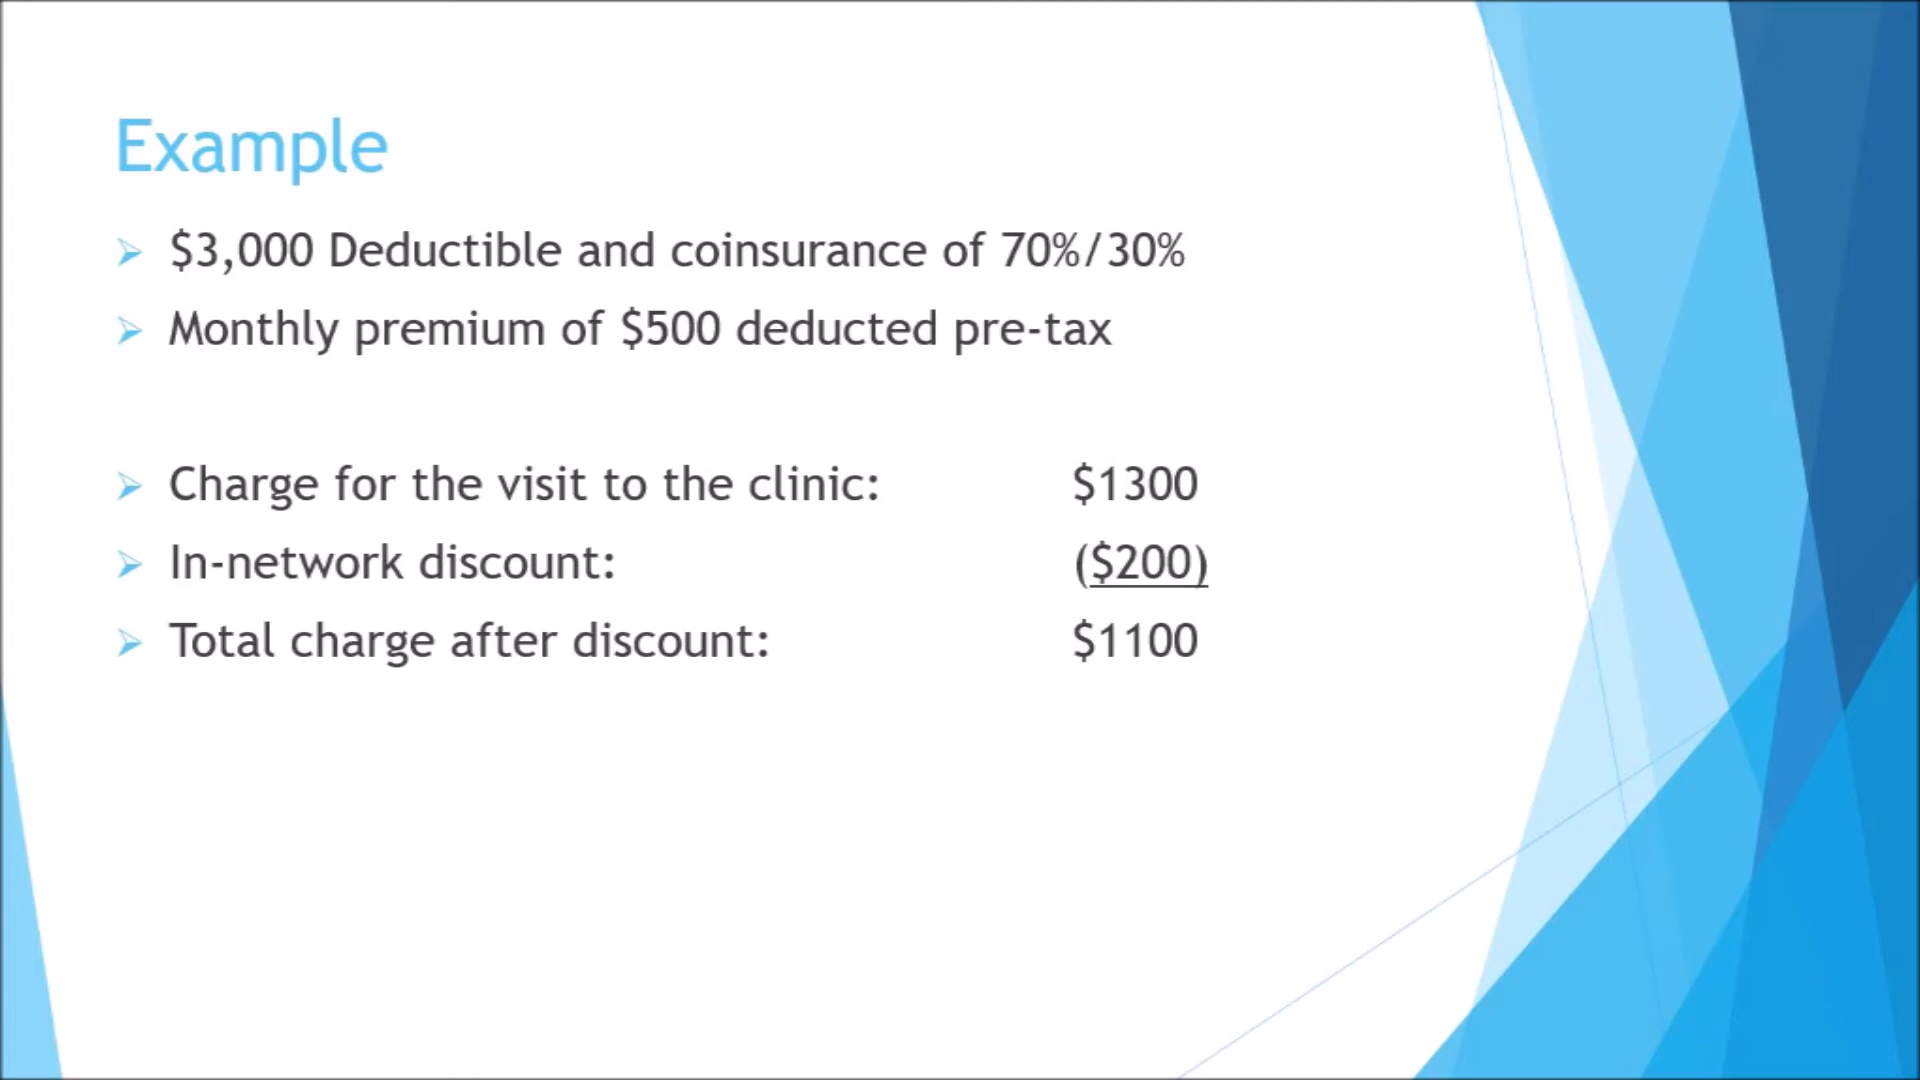 Example
$3,000 Deductible and coinsurance of 70%/30%
Monthly premium of $500 deducted pre-tax
Charge for the visit to the clinic: $1300
In-network discount: ($200)
Total charge after discount: $1100